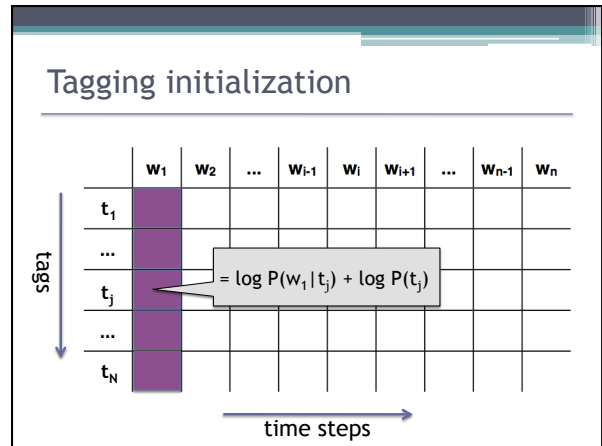 Tagging initialization
w₁ w₂ ... wᵢ₋₁ wᵢ wᵢ₊₁ ... wₙ₋₁ wₙ
t₁
...
= log P(w₁|tⱼ) + log P(tⱼ)
tⱼ
...
t_N
tags
time steps